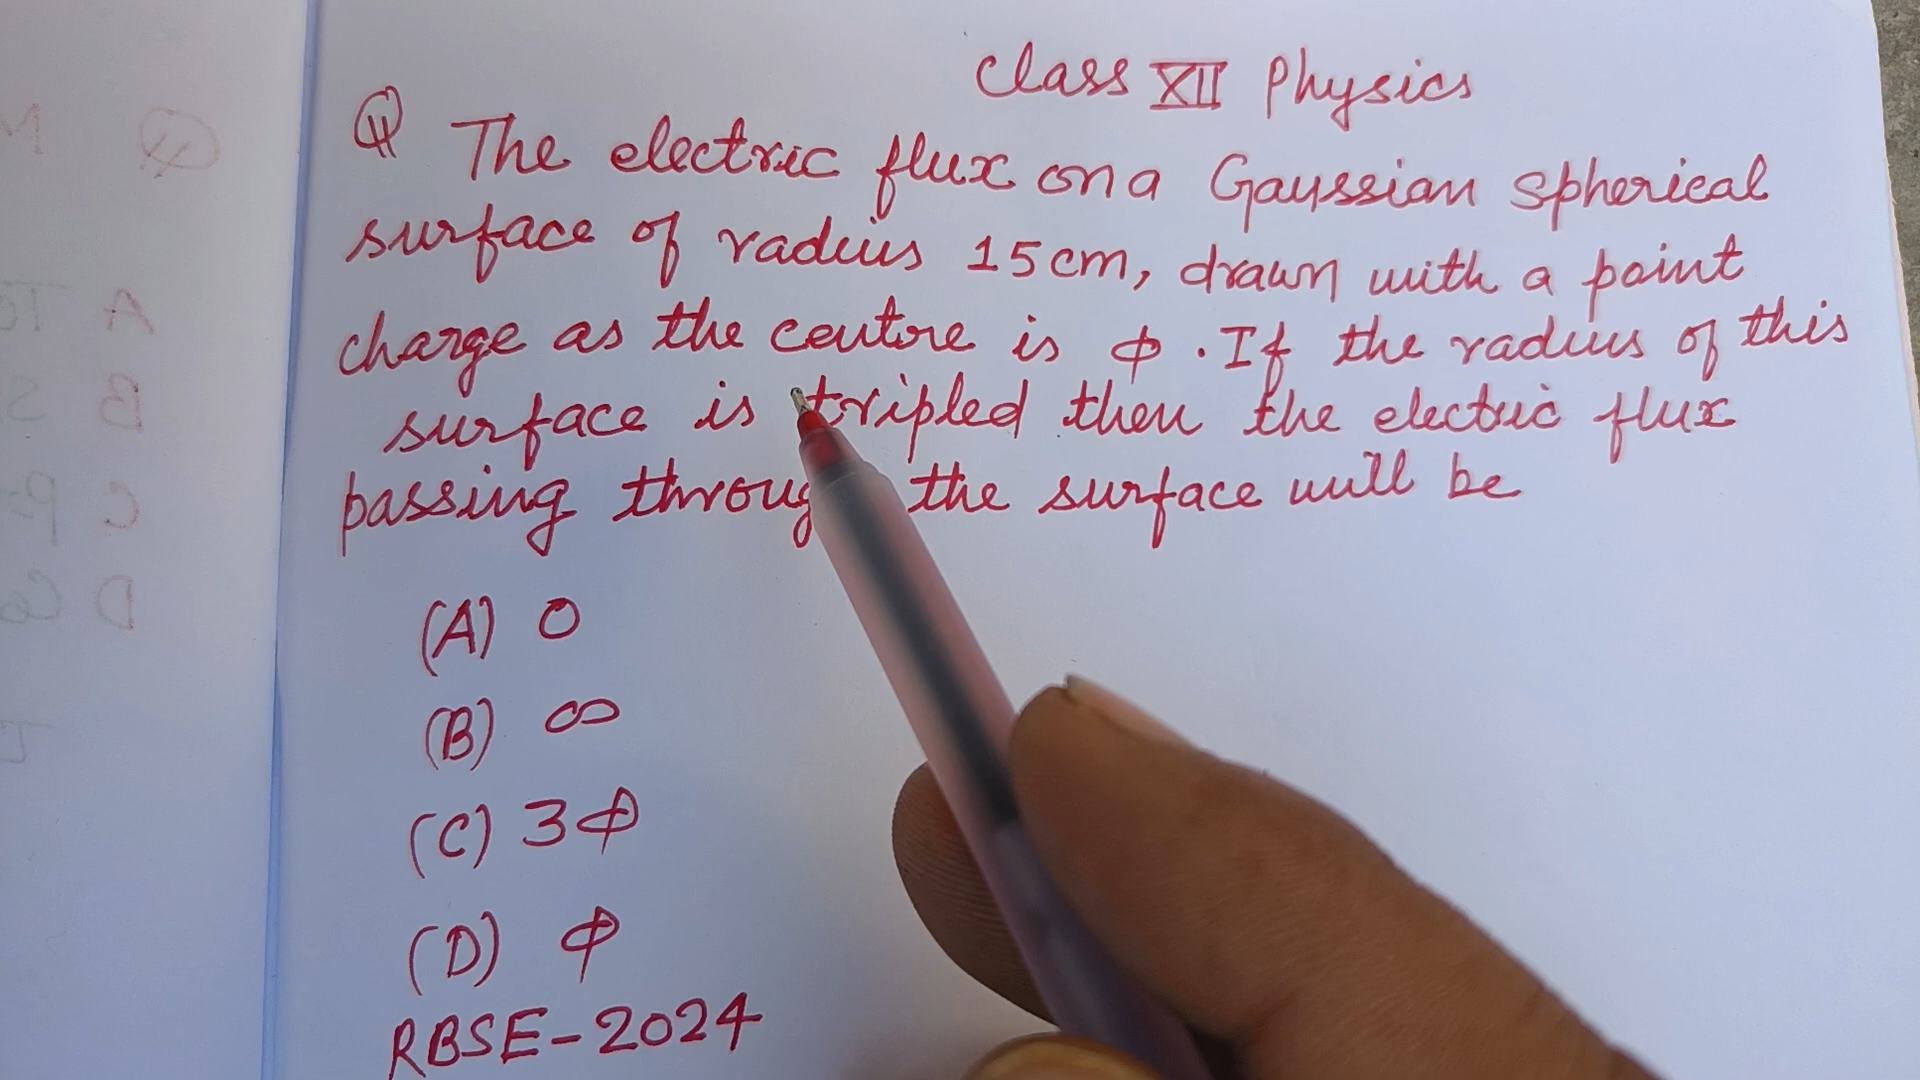 Class XII Physics
Q The electric flux on a Gaussian spherical
surface of radius 15cm, drawn with a point
charge as the centre is ϕ. If the radius of this
surface is tripled then the electric flux
passing through the surface will be
(A) 0
(B) ∞
(C) 3ϕ
(D) ϕ
RBSE-2024